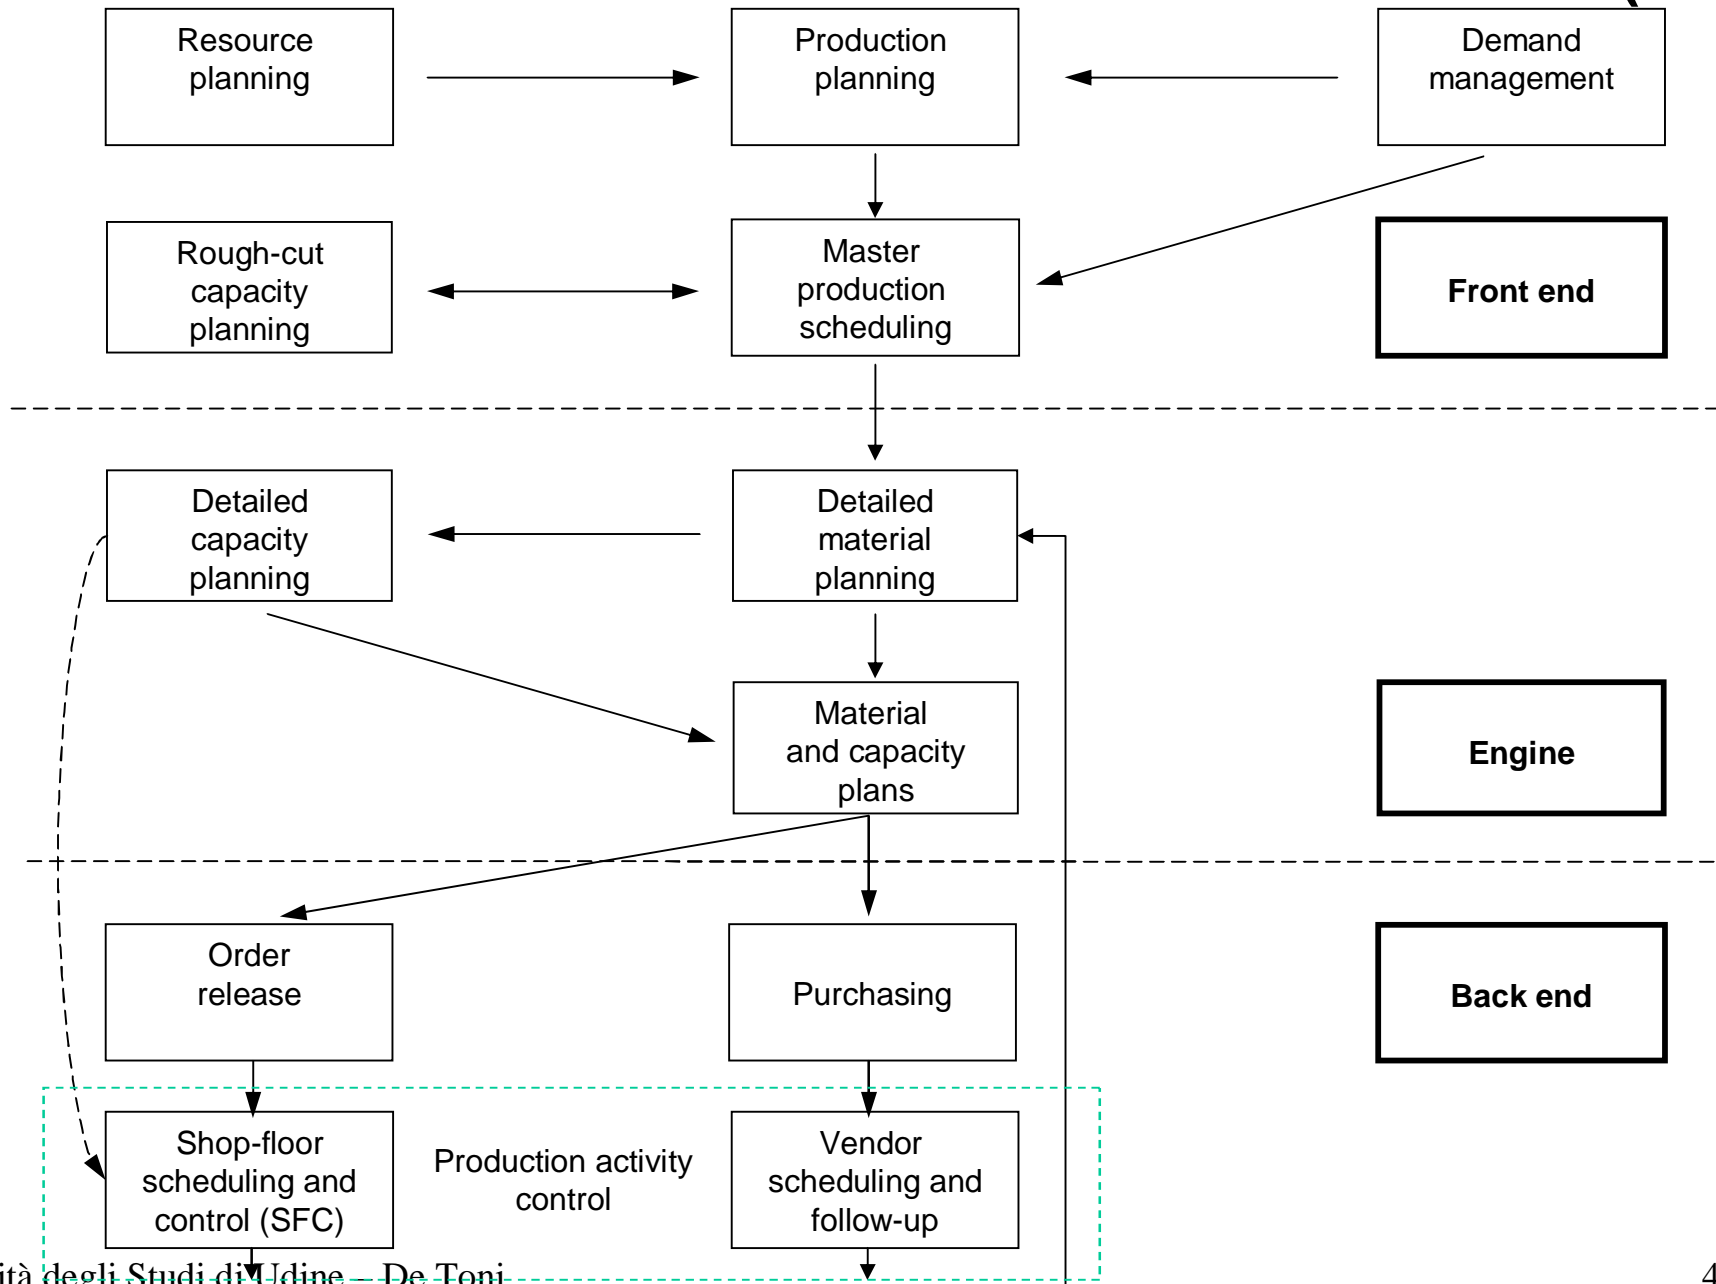 Resource
planning
Production
planning
Demand
management
Rough-cut
capacity
planning
Master
production
scheduling
Front end
Detailed
capacity
planning
Detailed
material
planning
Material
and capacity
plans
Engine
Order
release
Purchasing
Back end
Shop-floor
scheduling and
control (SFC)
Production activity
control
Vendor
scheduling and
follow-up
degli Studi di Udine – De Toni
4